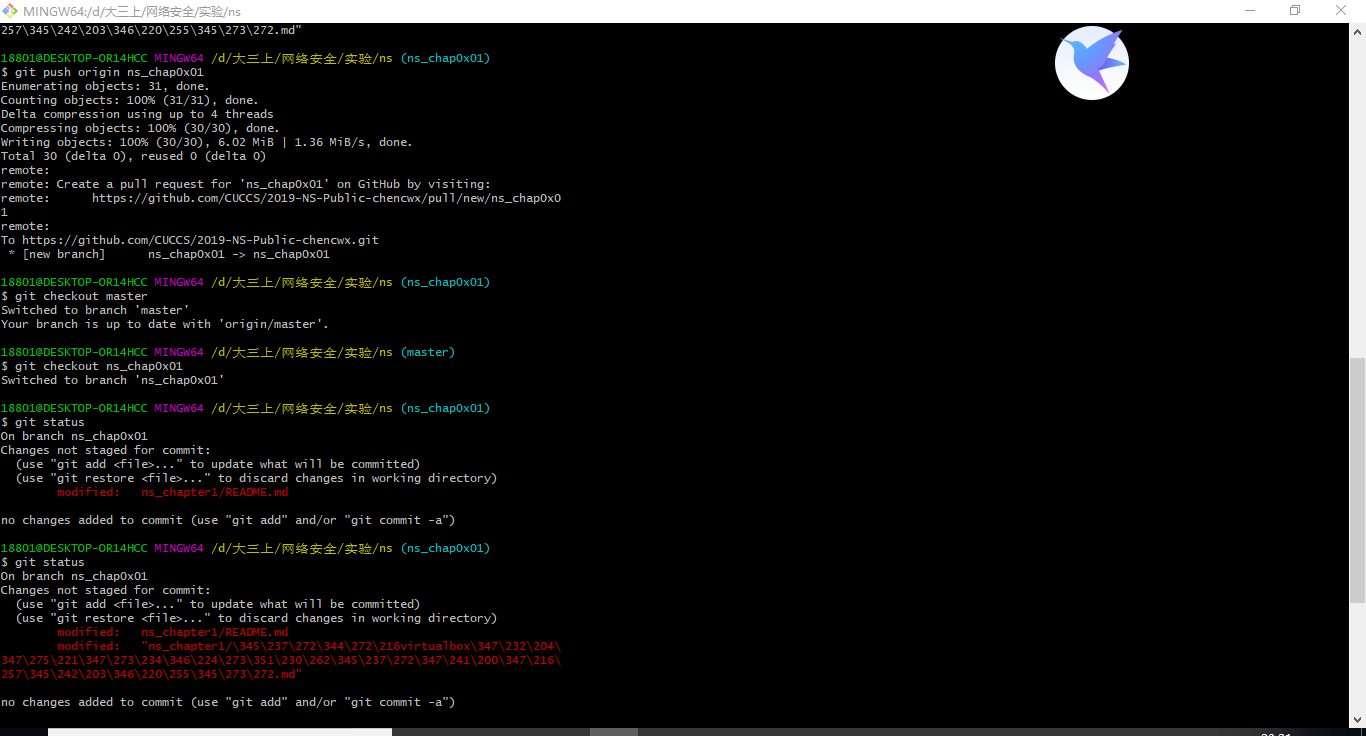 MINGW64:/d/大三上/网络安全/实验/ns
257\345\242\203\346\220\255\345\273\272.md"
18801@DESKTOP-OR14HCC MINGW64 /d/大三上/网络安全/实验/ns (ns_chap0x01)
$ git push origin ns_chap0x01
Enumerating objects: 31, done.
Counting objects: 100% (31/31), done.
Delta compression using up to 4 threads
Compressing objects: 100% (30/30), done.
Writing objects: 100% (30/30), 6.02 MiB | 1.36 MiB/s, done.
Total 30 (delta 0), reused 0 (delta 0)
remote:
remote: Create a pull request for 'ns_chap0x01' on GitHub by visiting:
remote:      https://github.com/CUCCS/2019-NS-Public-chencwx/pull/new/ns_chap0x0
1
remote:
To https://github.com/CUCCS/2019-NS-Public-chencwx.git
 * [new branch]      ns_chap0x01 -> ns_chap0x01
18801@DESKTOP-OR14HCC MINGW64 /d/大三上/网络安全/实验/ns (ns_chap0x01)
$ git checkout master
Switched to branch 'master'
Your branch is up to date with 'origin/master'.
18801@DESKTOP-OR14HCC MINGW64 /d/大三上/网络安全/实验/ns (master)
$ git checkout ns_chap0x01
Switched to branch 'ns_chap0x01'
18801@DESKTOP-OR14HCC MINGW64 /d/大三上/网络安全/实验/ns (ns_chap0x01)
$ git status
On branch ns_chap0x01
Changes not staged for commit:
  (use "git add <file>..." to update what will be committed)
  (use "git restore <file>..." to discard changes in working directory)
        modified:   ns_chapter1/README.md
no changes added to commit (use "git add" and/or "git commit -a")
18801@DESKTOP-OR14HCC MINGW64 /d/大三上/网络安全/实验/ns (ns_chap0x01)
$ git status
On branch ns_chap0x01
Changes not staged for commit:
  (use "git add <file>..." to update what will be committed)
  (use "git restore <file>..." to discard changes in working directory)
        modified:   ns_chapter1/README.md
        modified:   "ns_chapter1/\345\237\272\344\272\216virtualbox\347\232\204\
347\275\221\347\273\234\346\224\273\351\230\262\345\237\272\347\241\200\347\216\
257\345\242\203\346\220\255\345\273\272.md"
no changes added to commit (use "git add" and/or "git commit -a")